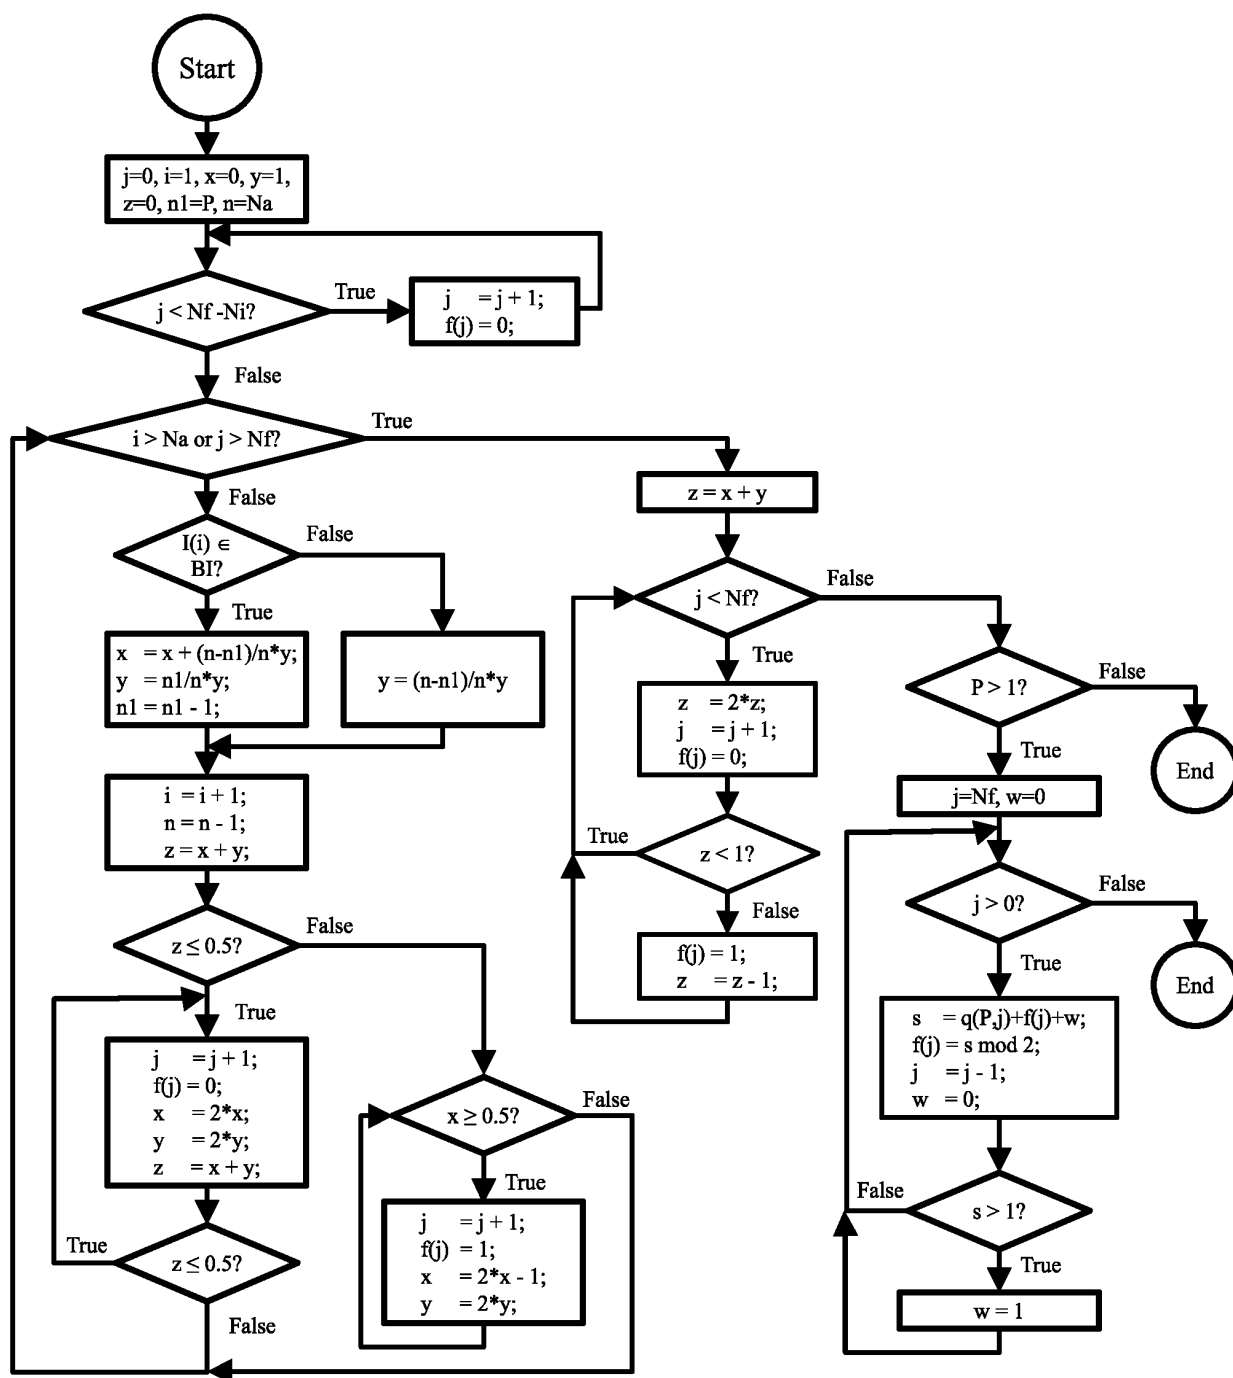 Start
j=0, i=1, x=0, y=1,
z=0, n1=P, n=Na
j < Nf -Ni?
True
j = j + 1;
f(j) = 0;
False
i > Na or j > Nf?
True
False
z = x + y
I(i) ∈
BI?
False
True
j < Nf?
False
True
x = x + (n-n1)/n*y;
y = n1/n*y;
n1 = n1 - 1;
y = (n-n1)/n*y
z = 2*z;
j = j + 1;
f(j) = 0;
P > 1?
False
True
End
i = i + 1;
n = n - 1;
z = x + y;
j=Nf, w=0
z < 1?
True
False
j > 0?
False
True
End
z ≤ 0.5?
False
True
f(j) = 1;
z = z - 1;
s = q(P,j)+f(j)+w;
f(j) = s mod 2;
j = j - 1;
w = 0;
j = j + 1;
f(j) = 0;
x = 2*x;
y = 2*y;
z = x + y;
x ≥ 0.5?
False
True
s > 1?
False
True
z ≤ 0.5?
True
False
j = j + 1;
f(j) = 1;
x = 2*x - 1;
y = 2*y;
w = 1